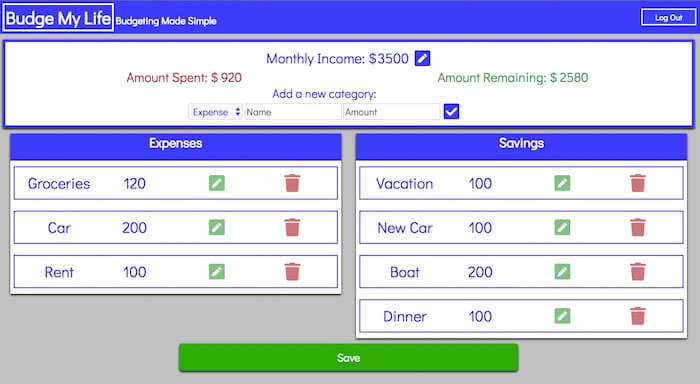 Budge My Life Budgeting Made Simple
Log Out
Monthly Income: $3500
Amount Spent: $ 920
Amount Remaining: $ 2580
Add a new category:
Expense Name Amount
Expenses
Groceries 120
Car 200
Rent 100
Savings
Vacation 100
New Car 100
Boat 200
Dinner 100
Save